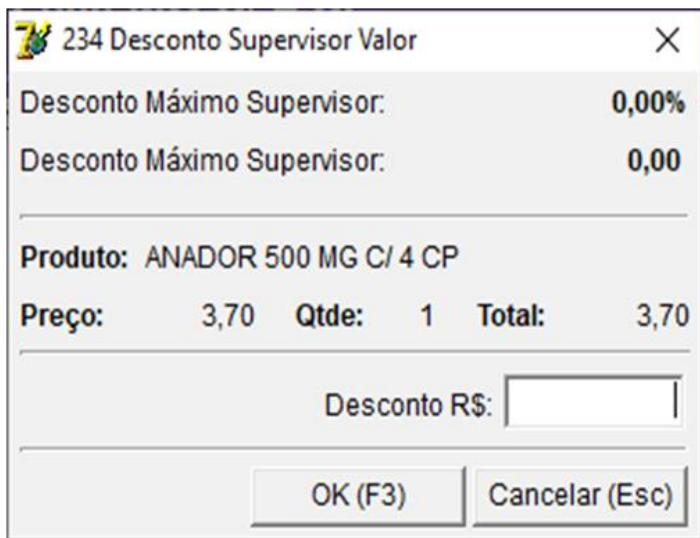 234 Desconto Supervisor Valor
Desconto Máximo Supervisor: 0,00%
Desconto Máximo Supervisor: 0,00
Produto: ANADOR 500 MG C/ 4 CP
Preço: 3,70 Qtde: 1 Total: 3,70
Desconto R$:
OK (F3) Cancelar (Esc)